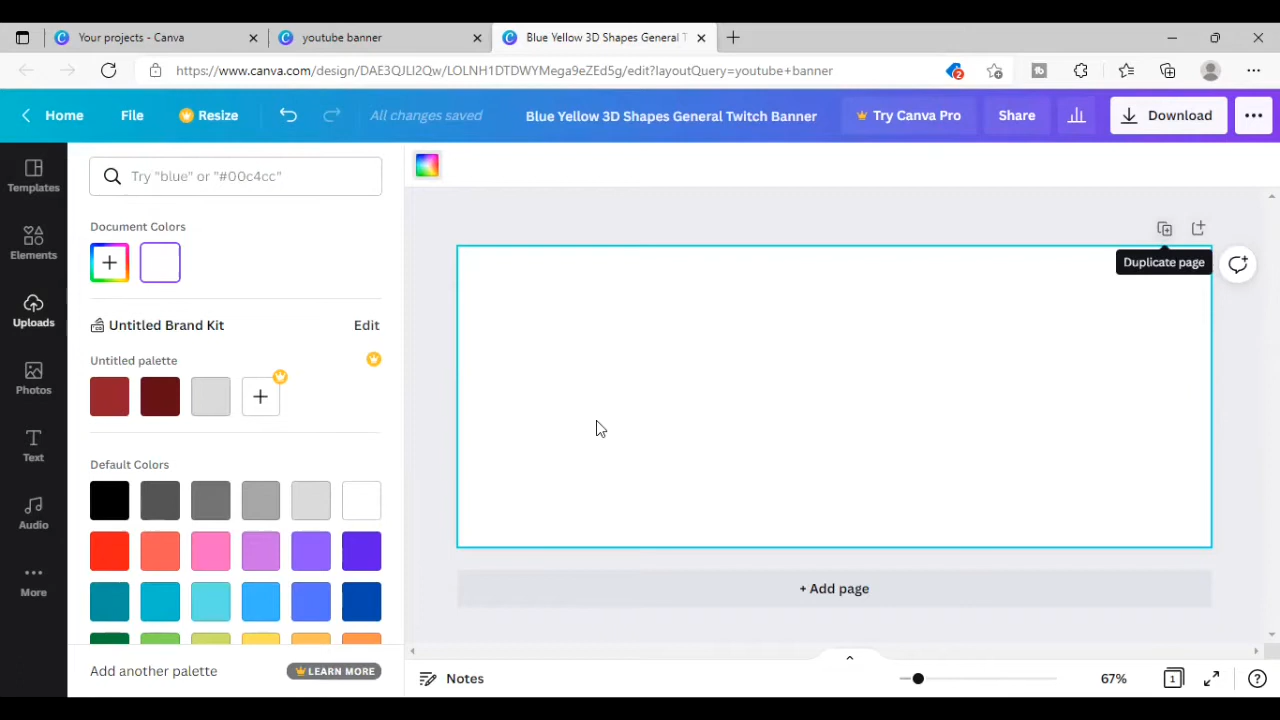 Your projects - Canva
youtube banner
Blue Yellow 3D Shapes General T
https://www.canva.com/design/DAE3QJLl2Qw/LOLNH1DTDWYMega9eZEd5g/edit?layoutQuery=youtube+banner
2
Home
File
Resize
All changes saved
Blue Yellow 3D Shapes General Twitch Banner
Try Canva Pro
Share
Download
Templates
Elements
Uploads
Photos
Text
Audio
More
Try "blue" or "#00c4cc"
Document Colors
Untitled Brand Kit
Edit
Untitled palette
Default Colors
Add another palette
LEARN MORE
Duplicate page
+ Add page
Notes
67%
1